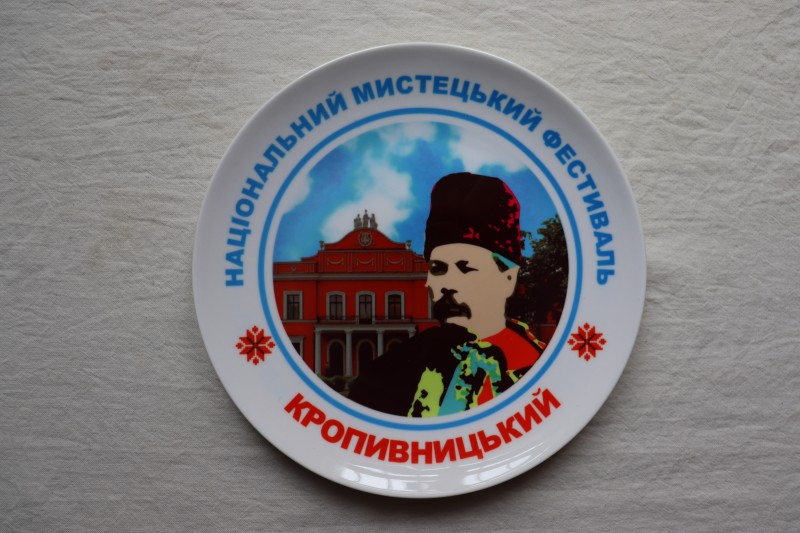 НАЦІОНАЛЬНИЙ МИСТЕЦЬКИЙ ФЕСТИВАЛЬ
КРОПИВНИЦЬКИЙ